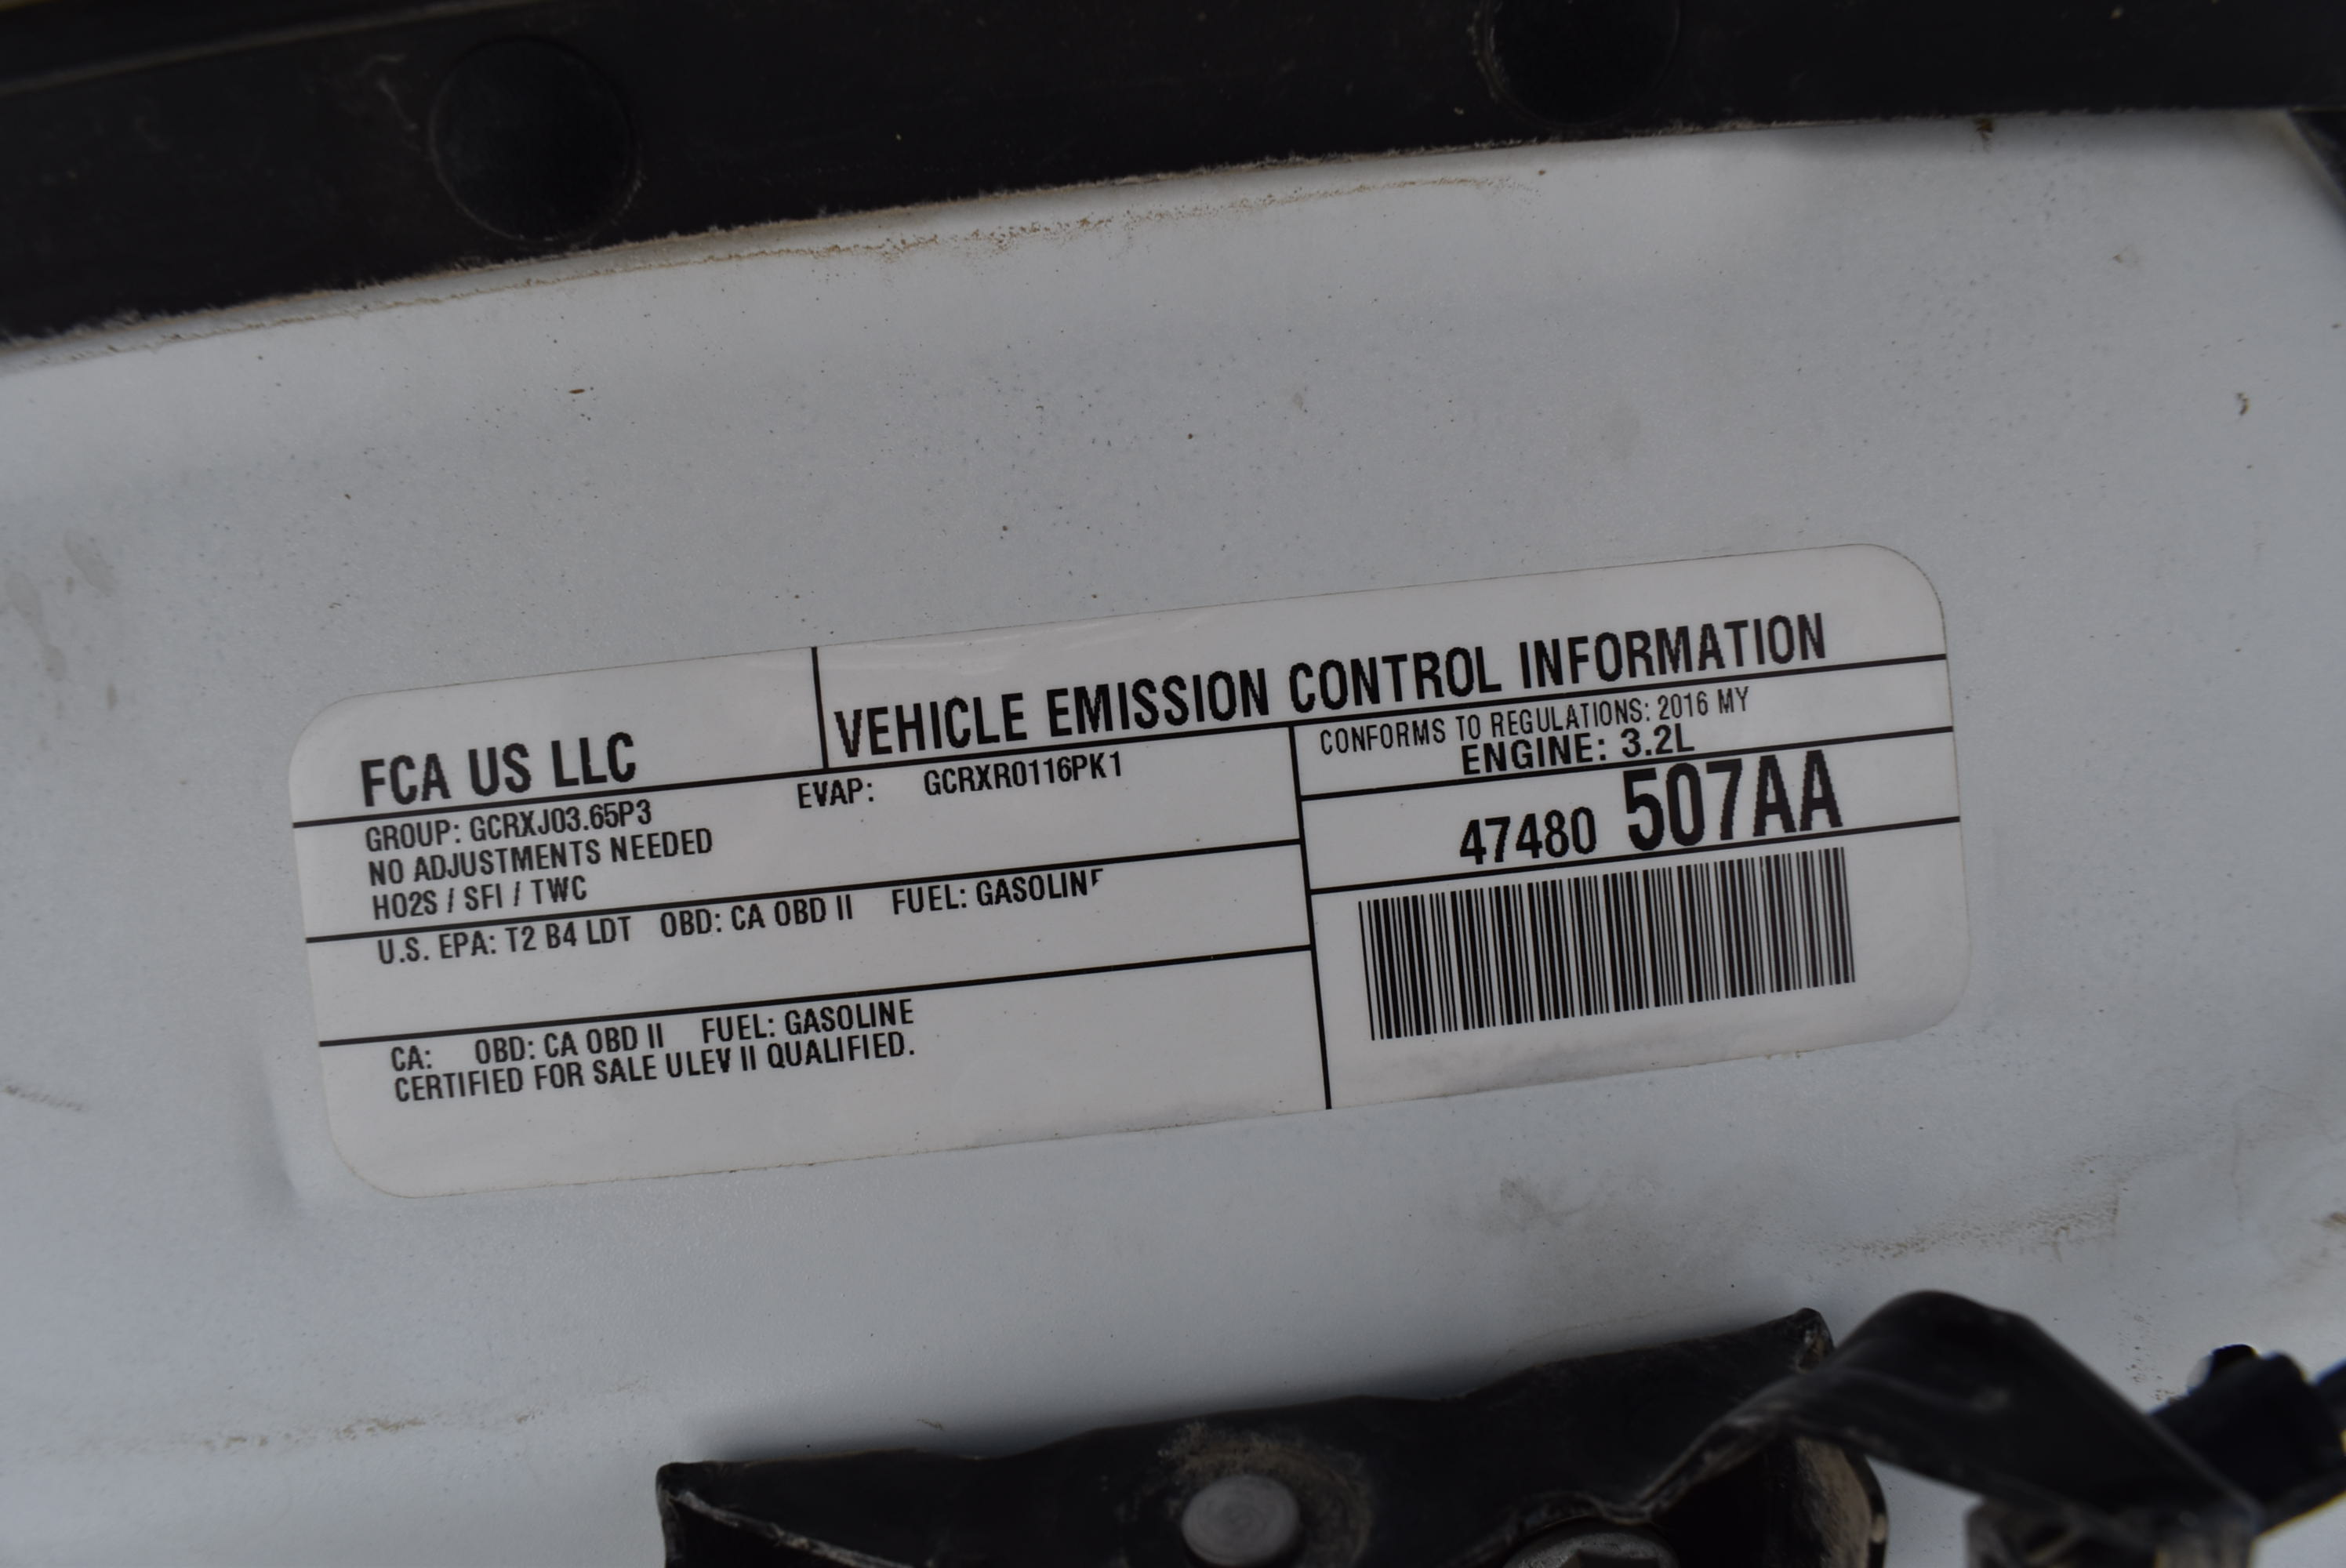 FCA US LLC
VEHICLE EMISSION CONTROL INFORMATION
GROUP: GCRXJ03.65P3
EVAP: GCRXR0116PK1
NO ADJUSTMENTS NEEDED
HO2S / SFI / TWC
U.S. EPA: T2 B4 LDT OBD: CA OBD II FUEL: GASOLINE
CA: OBD: CA OBD II FUEL: GASOLINE
CERTIFIED FOR SALE ULEV II QUALIFIED.
CONFORMS TO REGULATIONS: 2016 MY
ENGINE: 3.2L
47480 507AA